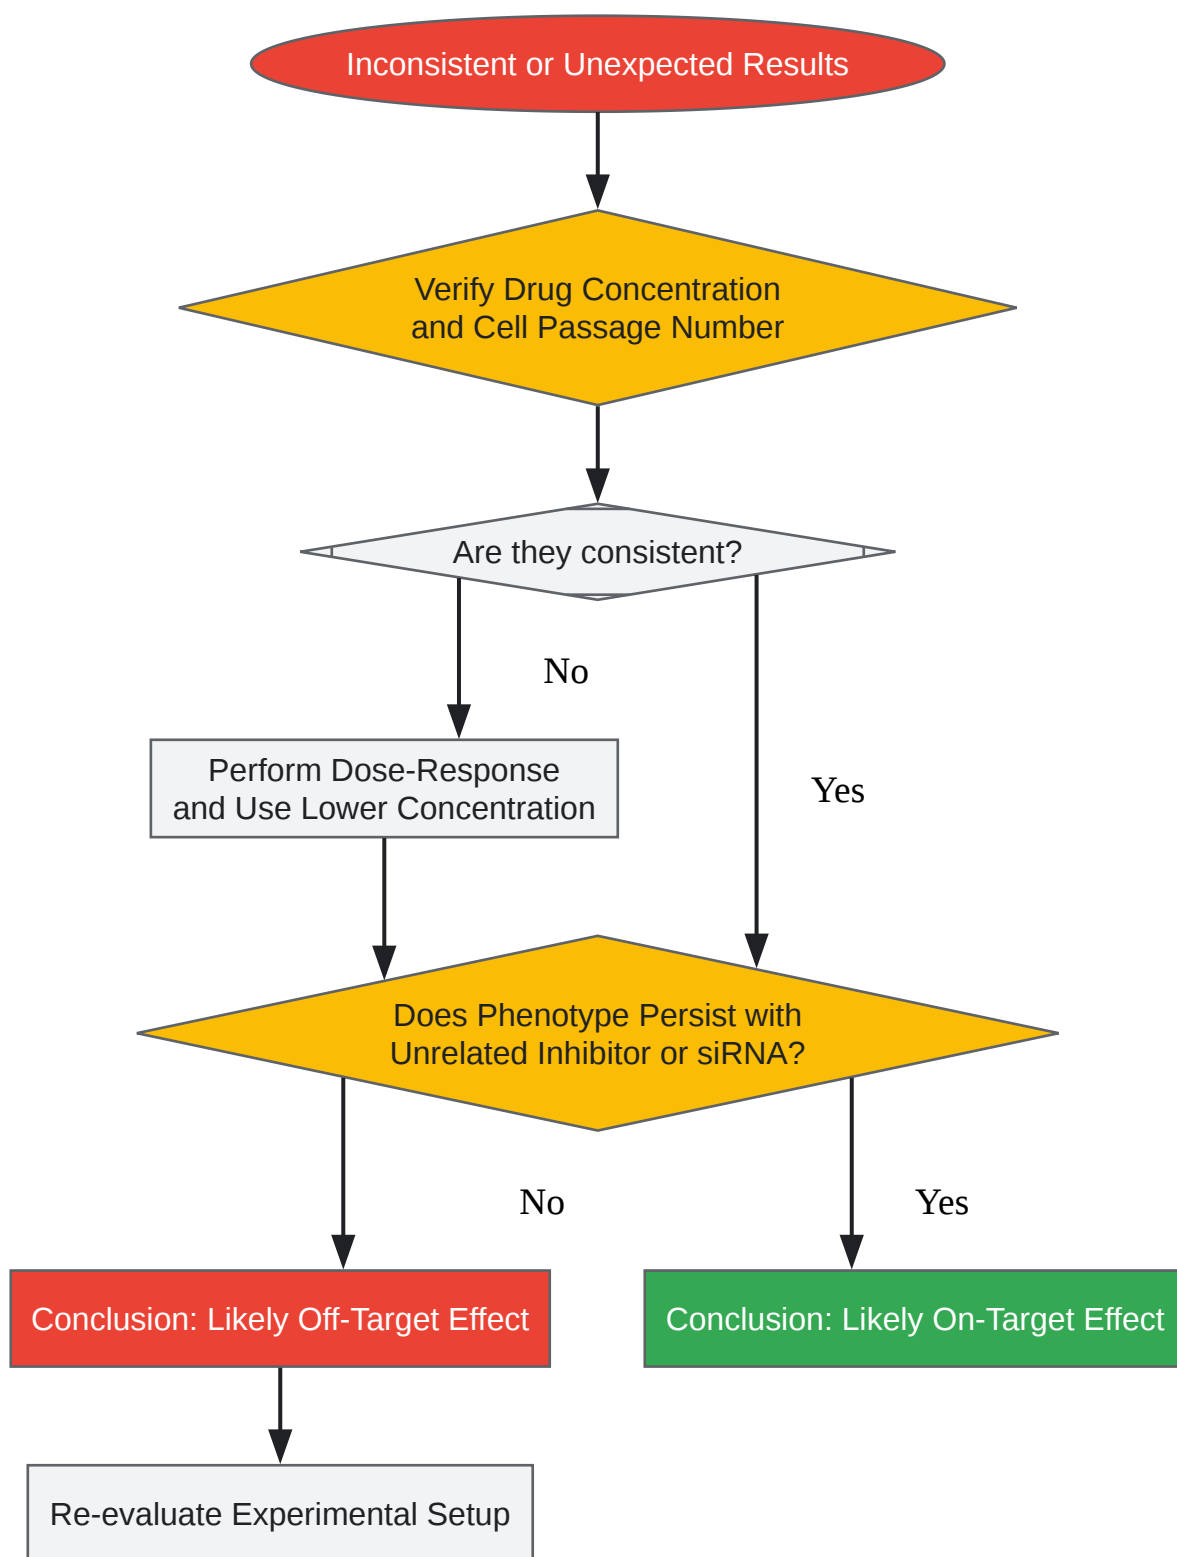 Inconsistent or Unexpected Results
Verify Drug Concentration
and Cell Passage Number
Are they consistent?
No
Yes
Perform Dose-Response
and Use Lower Concentration
Does Phenotype Persist with
Unrelated Inhibitor or siRNA?
No
Yes
Conclusion: Likely Off-Target Effect
Conclusion: Likely On-Target Effect
Re-evaluate Experimental Setup